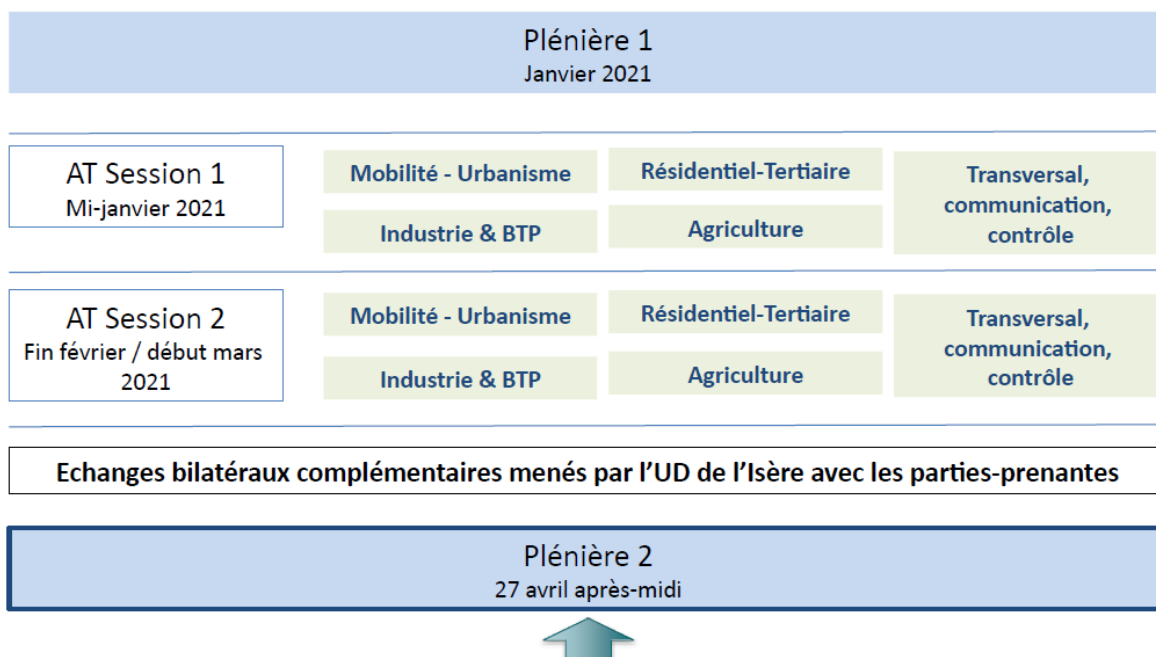 Plénière 1
Janvier 2021
AT Session 1
Mi-janvier 2021
Mobilité - Urbanisme
Résidentiel-Tertiaire
Transversal,
communication,
contrôle
Industrie & BTP
Agriculture
AT Session 2
Fin février / début mars
2021
Mobilité - Urbanisme
Résidentiel-Tertiaire
Transversal,
communication,
contrôle
Industrie & BTP
Agriculture
Echanges bilatéraux complémentaires menés par l’UD de l’Isère avec les parties-prenantes
Plénière 2
27 avril après-midi